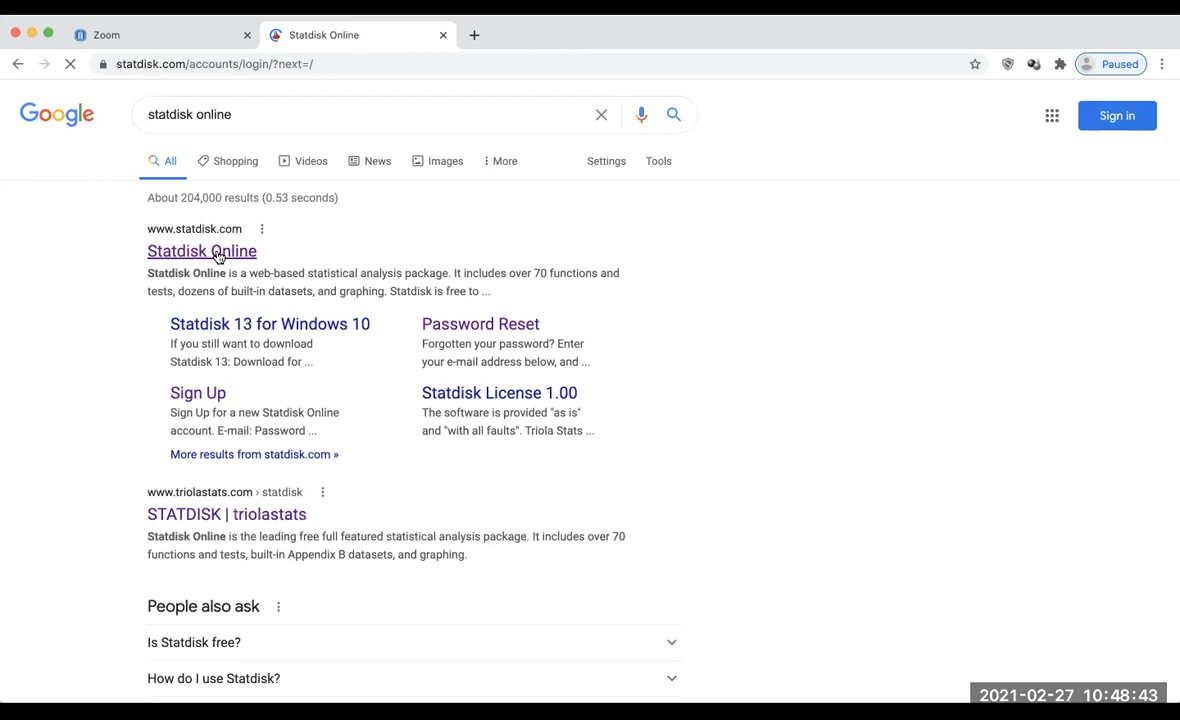 Zoom
Statdisk Online
statdisk.com/accounts/login/?next=/
Paused
Google
statdisk online
Sign in
All
Shopping
Videos
News
Images
More
Settings
Tools
About 204,000 results (0.53 seconds)
www.statdisk.com
Statdisk Online
Statdisk Online is a web-based statistical analysis package. It includes over 70 functions and
tests, dozens of built-in datasets, and graphing. Statdisk is free to ...
Statdisk 13 for Windows 10
If you still want to download
Statdisk 13: Download for ...
Password Reset
Forgotten your password? Enter
your e-mail address below, and ...
Sign Up
Sign Up for a new Statdisk Online
account. E-mail: Password ...
Statdisk License 1.00
The software is provided "as is"
and "with all faults". Triola Stats ...
More results from statdisk.com »
www.triolastats.com › statdisk
STATDISK | triolastats
Statdisk Online is the leading free full featured statistical analysis package. It includes over 70
functions and tests, built-in Appendix B datasets, and graphing.
People also ask
Is Statdisk free?
How do I use Statdisk?
2021-02-27 10:48:43